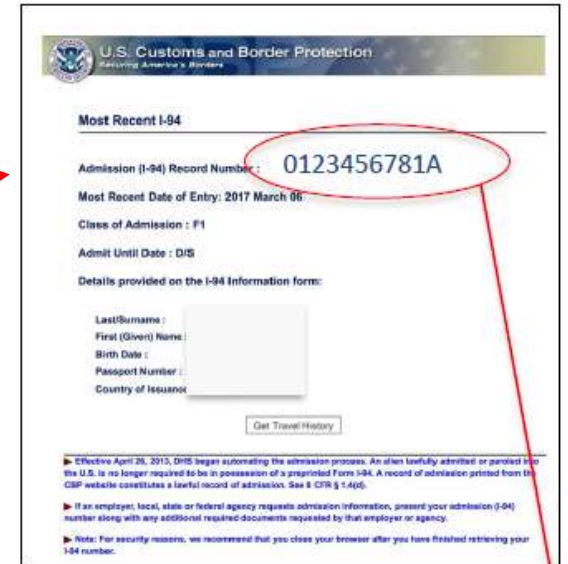 U.S. Customs and Border Protection
Securing America's Borders
Most Recent I-94
Admission (I-94) Record Number : 0123456781A
Most Recent Date of Entry: 2017 March 06
Class of Admission : F1
Admit Until Date : D/S
Details provided on the I-94 Information form:
Last/Surname :
First (Given) Name :
Birth Date :
Passport Number :
Country of Issuance
Get Travel History
Effective April 26, 2013, DHS began automating the admission process. An alien lawfully admitted or paroled into
the U.S. is no longer required to be in possession of a preprinted Form I-94. A record of admission printed from the
CBP website constitutes a lawful record of admission. See 8 CFR § 1.4(d).
If an employer, local, state or federal agency requests admission information, present your admission (I-94)
number along with any additional required documents requested by that employer or agency.
Note: For security reasons, we recommend that you close your browser after you have finished retrieving your
I-94 number.